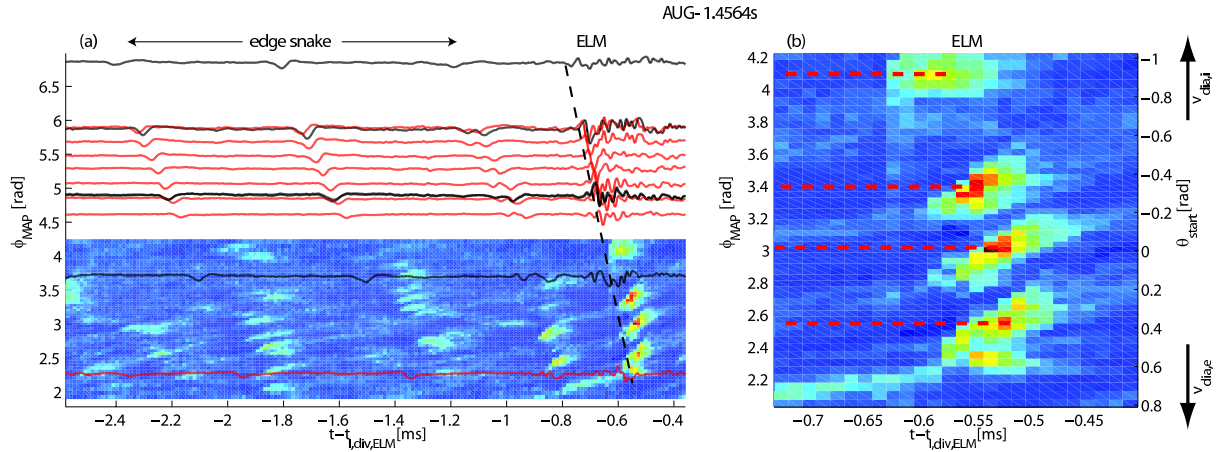 AUG- 1.4564s
(a) edge snake ELM
6.5
6
5.5
5
4.5
4
3.5
3
2.5
2
ϕMAP [rad]
−2.4 −2.2 −2 −1.8 −1.6 −1.4 −1.2 −1 −0.8 −0.6 −0.4
t−tI,div,ELM[ms]
(b) ELM
4.2
4
3.8
3.6
3.4
3.2
3
2.8
2.6
2.4
2.2
ϕMAP [rad]
−0.7 −0.65 −0.6 −0.55 −0.5 −0.45
t−tI,div,ELM[ms]
−1
−0.8
−0.6
−0.4
−0.2
0
0.2
0.4
0.6
0.8
θstart [rad]
vdia,i
vdia,e